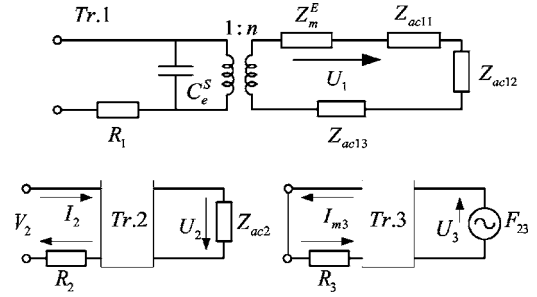 Tr.1
1:n
Z_m^E
Z_ac11
C_e^S
U_1
Z_ac12
R_1
Z_ac13
V_2
I_2
Tr.2
U_2
Z_ac2
R_2
I_m3
Tr.3
U_3
F_23
R_3